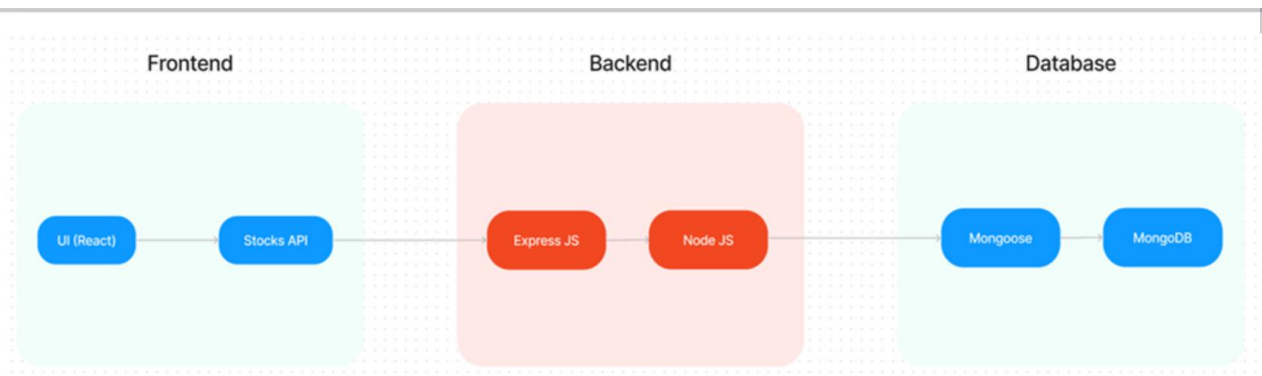 Frontend
Backend
Database
UI (React)
Stocks API
Express JS
Node JS
Mongoose
MongoDB